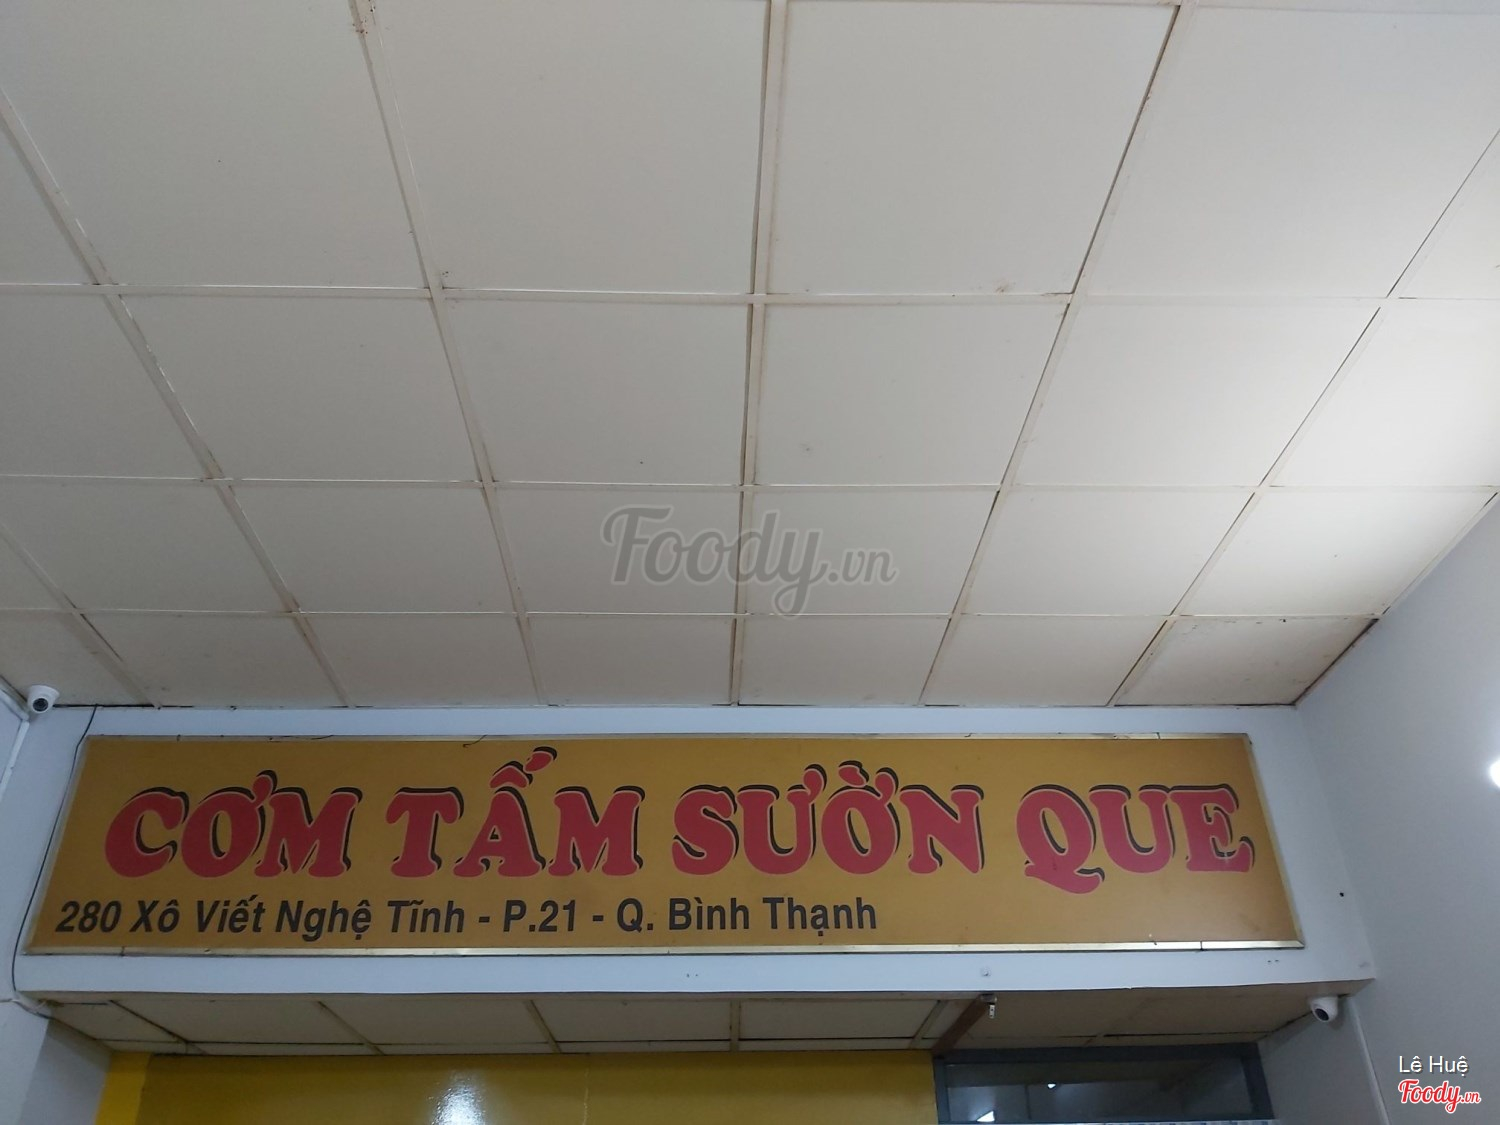 Foody.vn
CƠM TẤM SƯỜN QUE
280 Xô Viết Nghệ Tĩnh - P.21 - Q. Bình Thạnh
Lê Huệ
Foody.vn